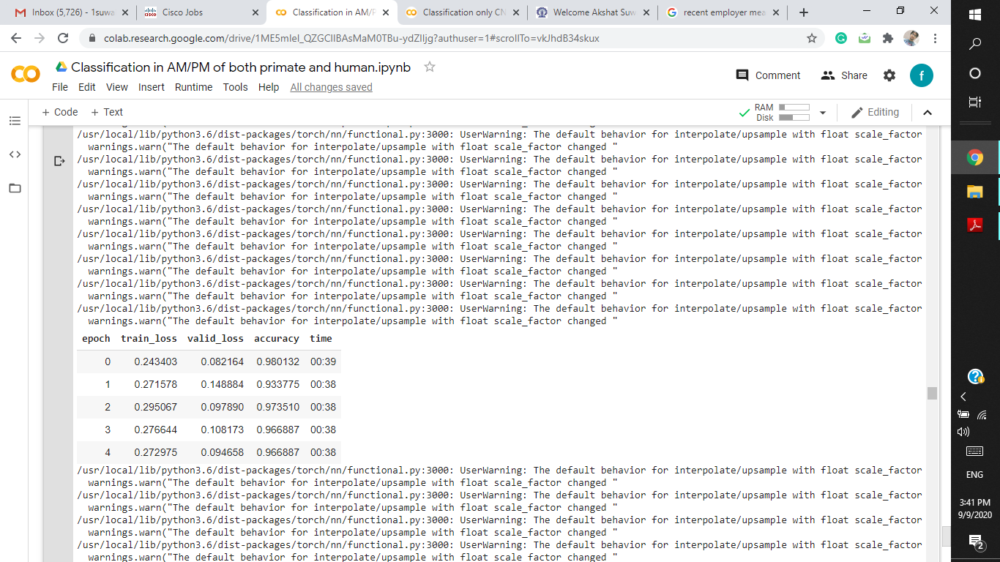 Inbox (5,726) - 1suwa
Cisco Jobs
Classification in AM/P
Classification only CN
Welcome Akshat Suw
recent employer mea
colab.research.google.com/drive/1ME5mIeI_QZGClIBAsMaM0TBu-ydZlIjg?authuser=1#scrollTo=vkJhdB34skux
Classification in AM/PM of both primate and human.ipynb
Comment
Share
f
File Edit View Insert Runtime Tools Help All changes saved
+ Code + Text
RAM
Disk
Editing
/usr/local/lib/python3.6/dist-packages/torch/nn/functional.py:3000: UserWarning: The default behavior for interpolate/upsample with float scale_factor
warnings.warn("The default behavior for interpolate/upsample with float scale_factor changed "
/usr/local/lib/python3.6/dist-packages/torch/nn/functional.py:3000: UserWarning: The default behavior for interpolate/upsample with float scale_factor
warnings.warn("The default behavior for interpolate/upsample with float scale_factor changed "
/usr/local/lib/python3.6/dist-packages/torch/nn/functional.py:3000: UserWarning: The default behavior for interpolate/upsample with float scale_factor
warnings.warn("The default behavior for interpolate/upsample with float scale_factor changed "
/usr/local/lib/python3.6/dist-packages/torch/nn/functional.py:3000: UserWarning: The default behavior for interpolate/upsample with float scale_factor
warnings.warn("The default behavior for interpolate/upsample with float scale_factor changed "
/usr/local/lib/python3.6/dist-packages/torch/nn/functional.py:3000: UserWarning: The default behavior for interpolate/upsample with float scale_factor
warnings.warn("The default behavior for interpolate/upsample with float scale_factor changed "
/usr/local/lib/python3.6/dist-packages/torch/nn/functional.py:3000: UserWarning: The default behavior for interpolate/upsample with float scale_factor
warnings.warn("The default behavior for interpolate/upsample with float scale_factor changed "
/usr/local/lib/python3.6/dist-packages/torch/nn/functional.py:3000: UserWarning: The default behavior for interpolate/upsample with float scale_factor
warnings.warn("The default behavior for interpolate/upsample with float scale_factor changed "
/usr/local/lib/python3.6/dist-packages/torch/nn/functional.py:3000: UserWarning: The default behavior for interpolate/upsample with float scale_factor
warnings.warn("The default behavior for interpolate/upsample with float scale_factor changed "
epoch train_loss valid_loss accuracy time
0 0.243403 0.082164 0.980132 00:39
1 0.271578 0.148884 0.933775 00:38
2 0.295067 0.097890 0.973510 00:38
3 0.276644 0.108173 0.966887 00:38
4 0.272975 0.094658 0.966887 00:38
/usr/local/lib/python3.6/dist-packages/torch/nn/functional.py:3000: UserWarning: The default behavior for interpolate/upsample with float scale_factor
warnings.warn("The default behavior for interpolate/upsample with float scale_factor changed "
/usr/local/lib/python3.6/dist-packages/torch/nn/functional.py:3000: UserWarning: The default behavior for interpolate/upsample with float scale_factor
warnings.warn("The default behavior for interpolate/upsample with float scale_factor changed "
/usr/local/lib/python3.6/dist-packages/torch/nn/functional.py:3000: UserWarning: The default behavior for interpolate/upsample with float scale_factor
warnings.warn("The default behavior for interpolate/upsample with float scale_factor changed "
/usr/local/lib/python3.6/dist-packages/torch/nn/functional.py:3000: UserWarning: The default behavior for interpolate/upsample with float scale_factor
warnings.warn("The default behavior for interpolate/upsample with float scale_factor changed "
ENG
3:41 PM
9/9/2020
2